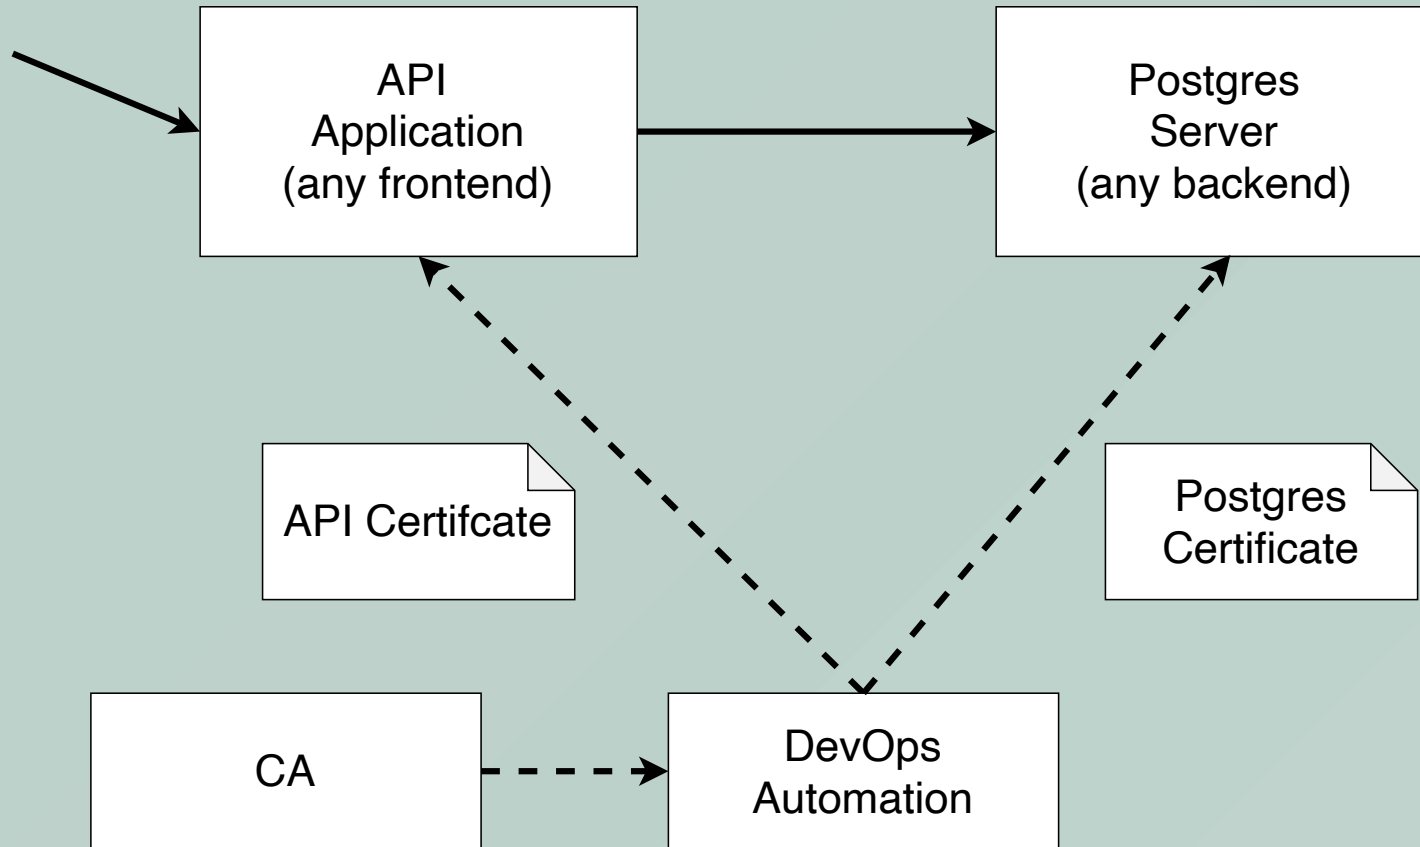 API
Application
(any frontend)
Postgres
Server
(any backend)
API Certifcate
Postgres
Certificate
CA
DevOps
Automation